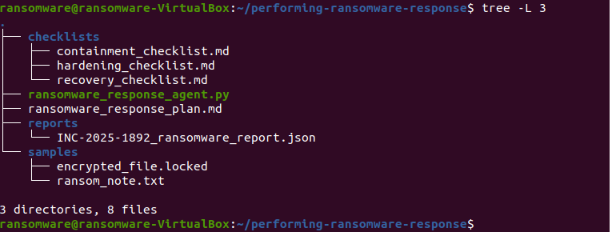 ransomware@ransomware-VirtualBox:~/performing-ransomware-response$ tree -L 3
.
├── checklists
│   ├── containment_checklist.md
│   ├── hardening_checklist.md
│   └── recovery_checklist.md
├── ransomware_response_agent.py
├── ransomware_response_plan.md
├── reports
│   └── INC-2025-1892_ransomware_report.json
└── samples
    ├── encrypted_file.locked
    └── ransom_note.txt

3 directories, 8 files
ransomware@ransomware-VirtualBox:~/performing-ransomware-response$